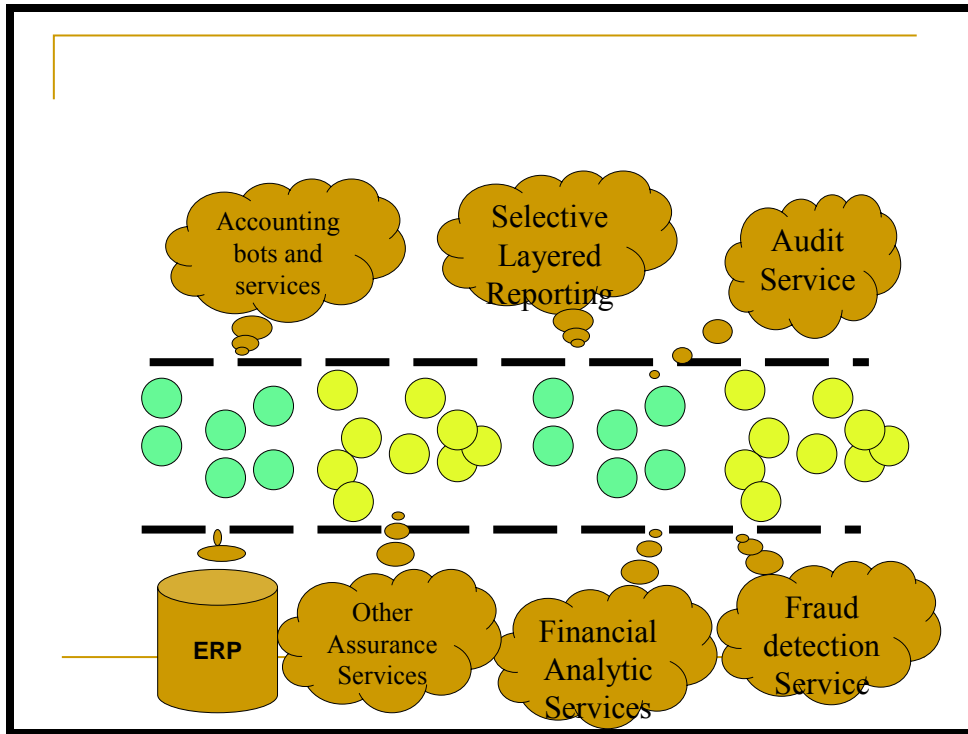 Accounting
bots and
services
Selective
Layered
Reporting
Audit
Service
ERP
Other
Assurance
Services
Financial
Analytic
Services
Fraud
detection
Service